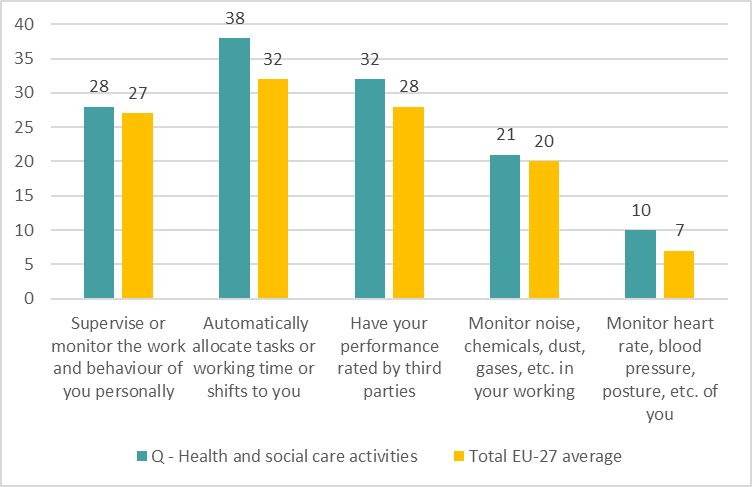 40
35
30
25
20
15
10
5
0
28
27
38
32
32
28
21
20
10
7
Supervise or
monitor the work
and behaviour of
you personally
Automatically
allocate tasks or
working time or
shifts to you
Have your
performance
rated by third
parties
Monitor noise,
chemicals, dust,
gases, etc. in
your working
Monitor heart
rate, blood
pressure,
posture, etc. of
you
Q - Health and social care activities
Total EU-27 average